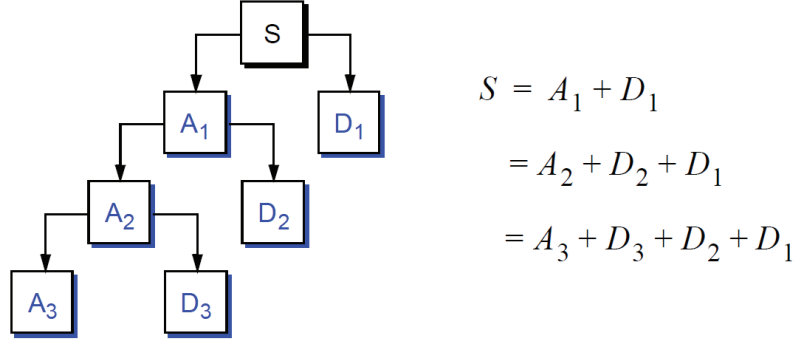 S
A₁
D₁
A₂
D₂
A₃
D₃
S = A₁ + D₁
= A₂ + D₂ + D₁
= A₃ + D₃ + D₂ + D₁